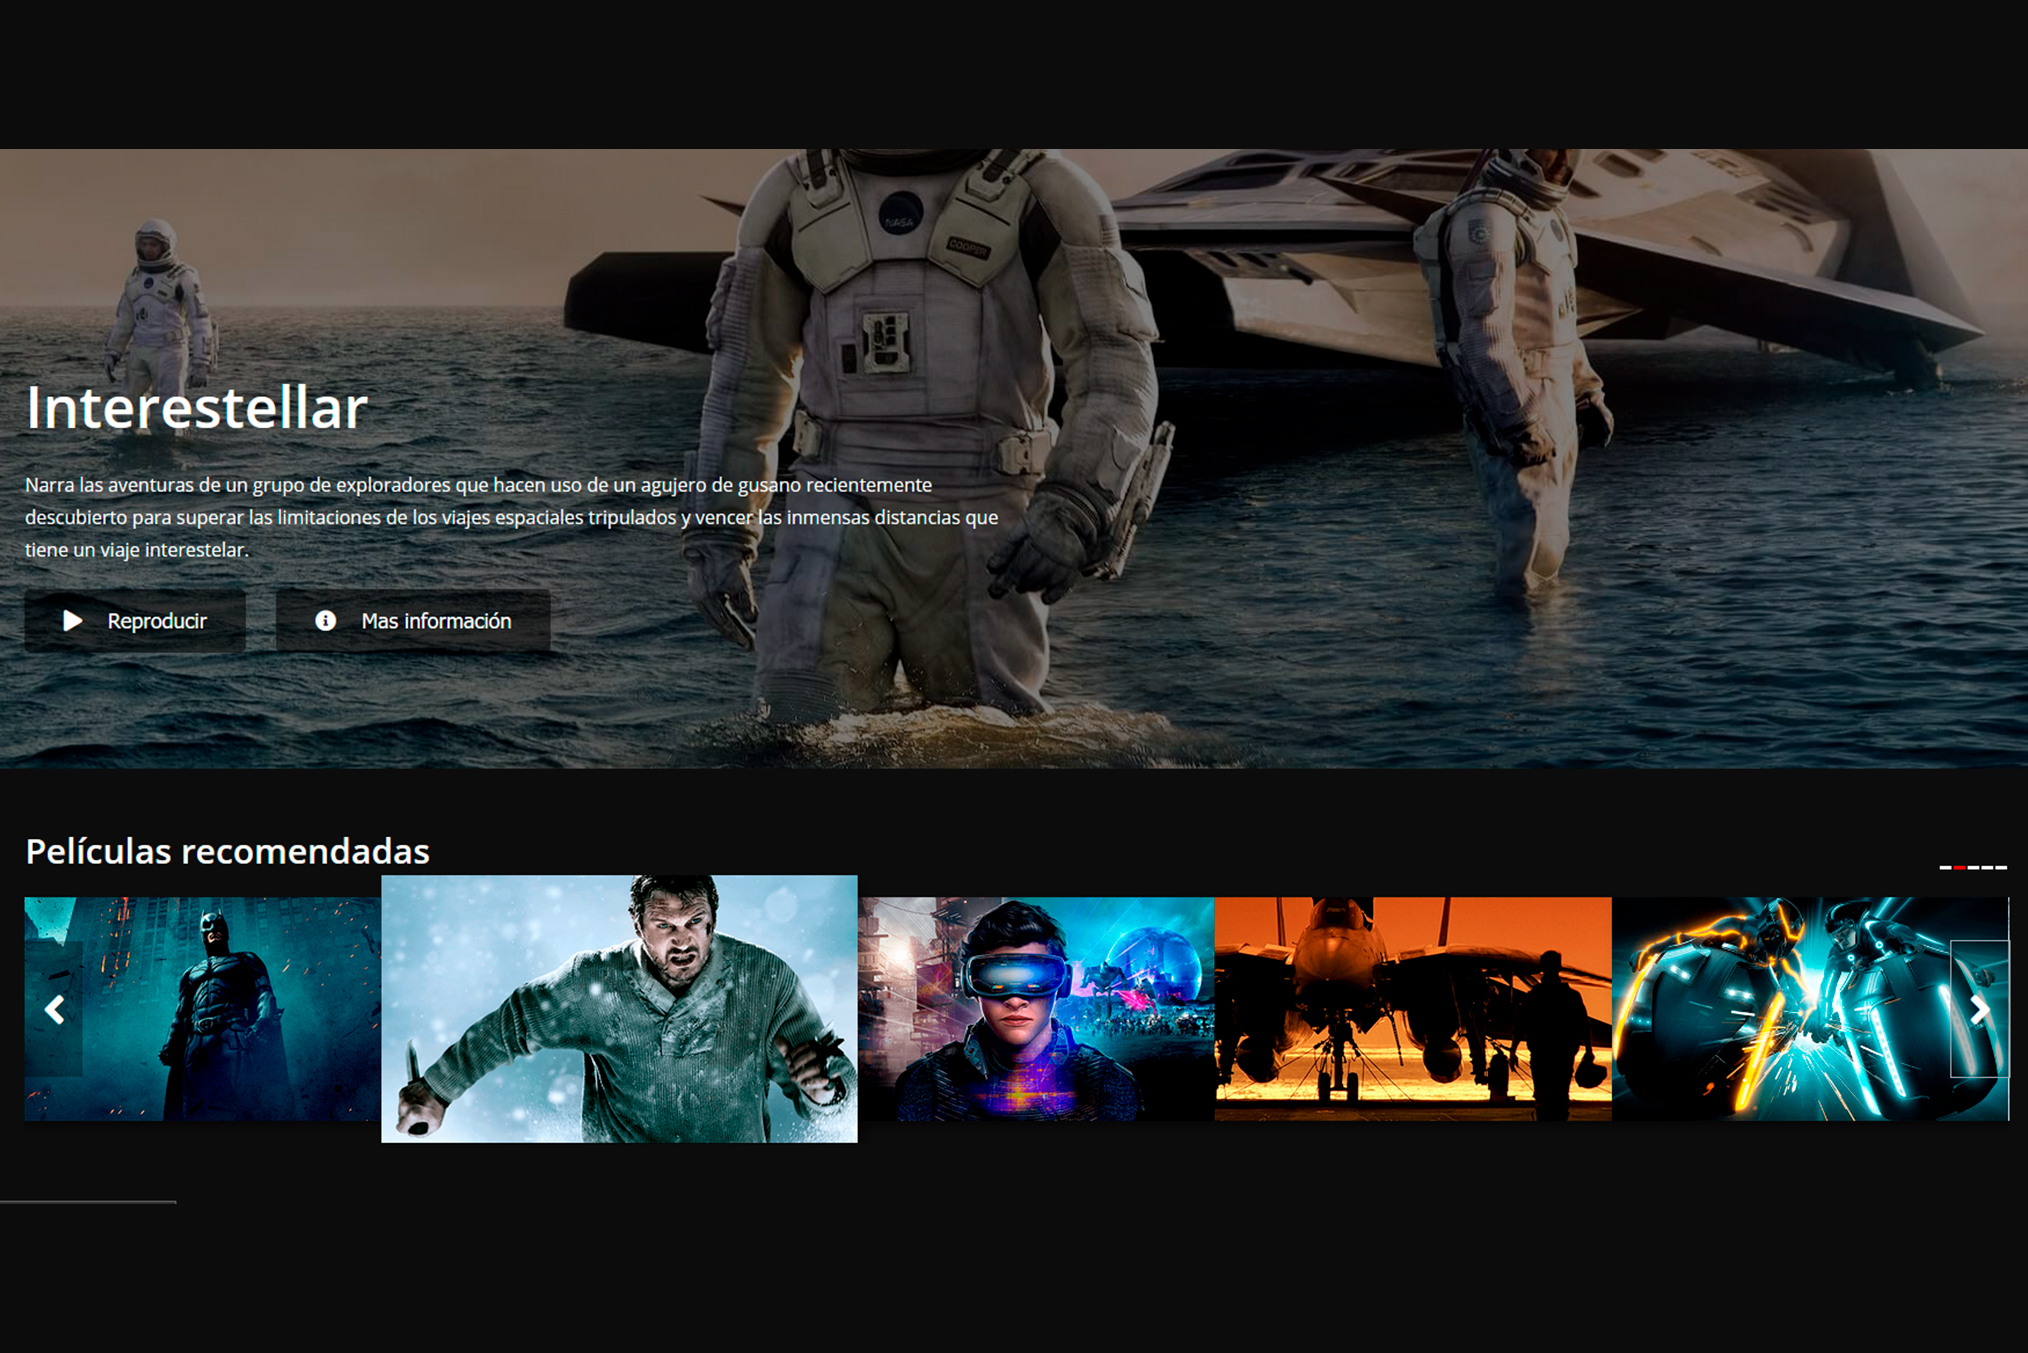 NASA
COOPER
Interestellar
Narra las aventuras de un grupo de exploradores que hacen uso de un agujero de gusano recientemente
descubierto para superar las limitaciones de los viajes espaciales tripulados y vencer las inmensas distancias que
tiene un viaje interestelar.
Reproducir
Mas información
Películas recomendadas